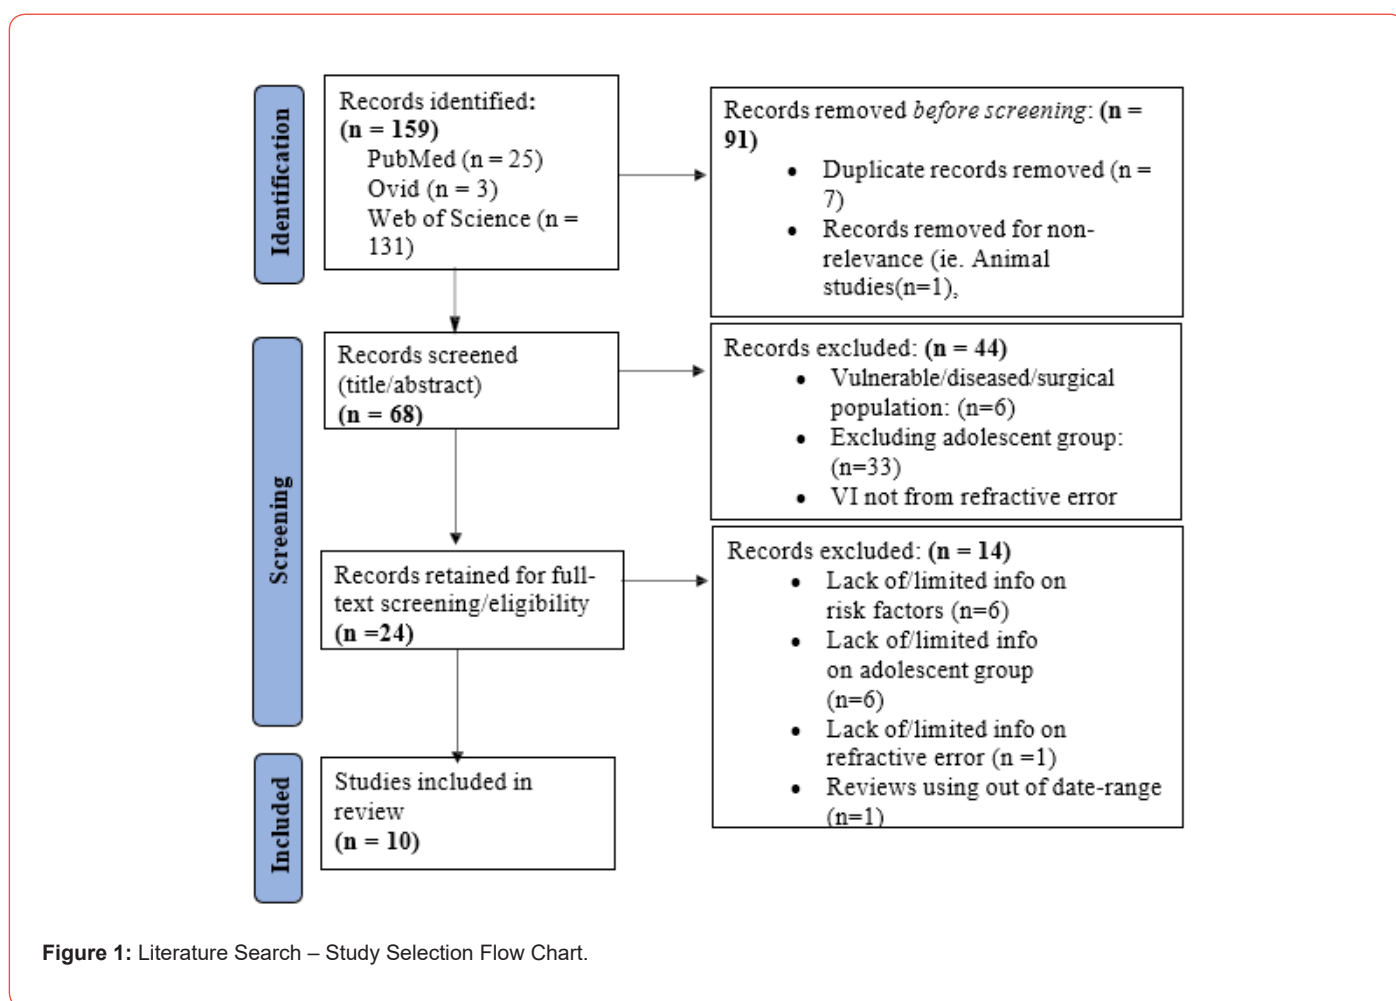 Identification
Records identified:
(n = 159)
PubMed (n = 25)
Ovid (n = 3)
Web of Science (n =
131)
Records removed before screening: (n =
91)
• Duplicate records removed (n =
7)
• Records removed for non-
relevance (ie. Animal
studies(n=1),
Screening
Records screened
(title/abstract)
(n = 68)
Records excluded: (n = 44)
• Vulnerable/diseased/surgical
population: (n=6)
• Excluding adolescent group:
(n=33)
• VI not from refractive error
Records retained for full-
text screening/eligibility
(n =24)
Records excluded: (n = 14)
• Lack of/limited info on
risk factors (n=6)
• Lack of/limited info
on adolescent group
(n=6)
• Lack of/limited info on
refractive error (n =1)
• Reviews using out of date-range
(n=1)
Included
Studies included in
review
(n = 10)
Figure 1: Literature Search – Study Selection Flow Chart.